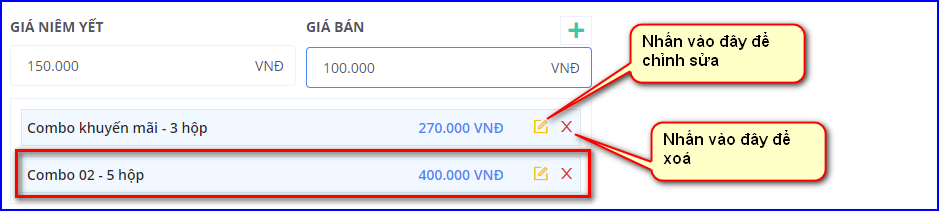 GIÁ NIÊM YẾT
GIÁ BÁN
150.000 VNĐ
100.000 VNĐ
Combo khuyến mãi - 3 hộp 270.000 VNĐ
Combo 02 - 5 hộp 400.000 VNĐ
Nhấn vào đây để
chỉnh sửa
Nhấn vào đây để
xoá